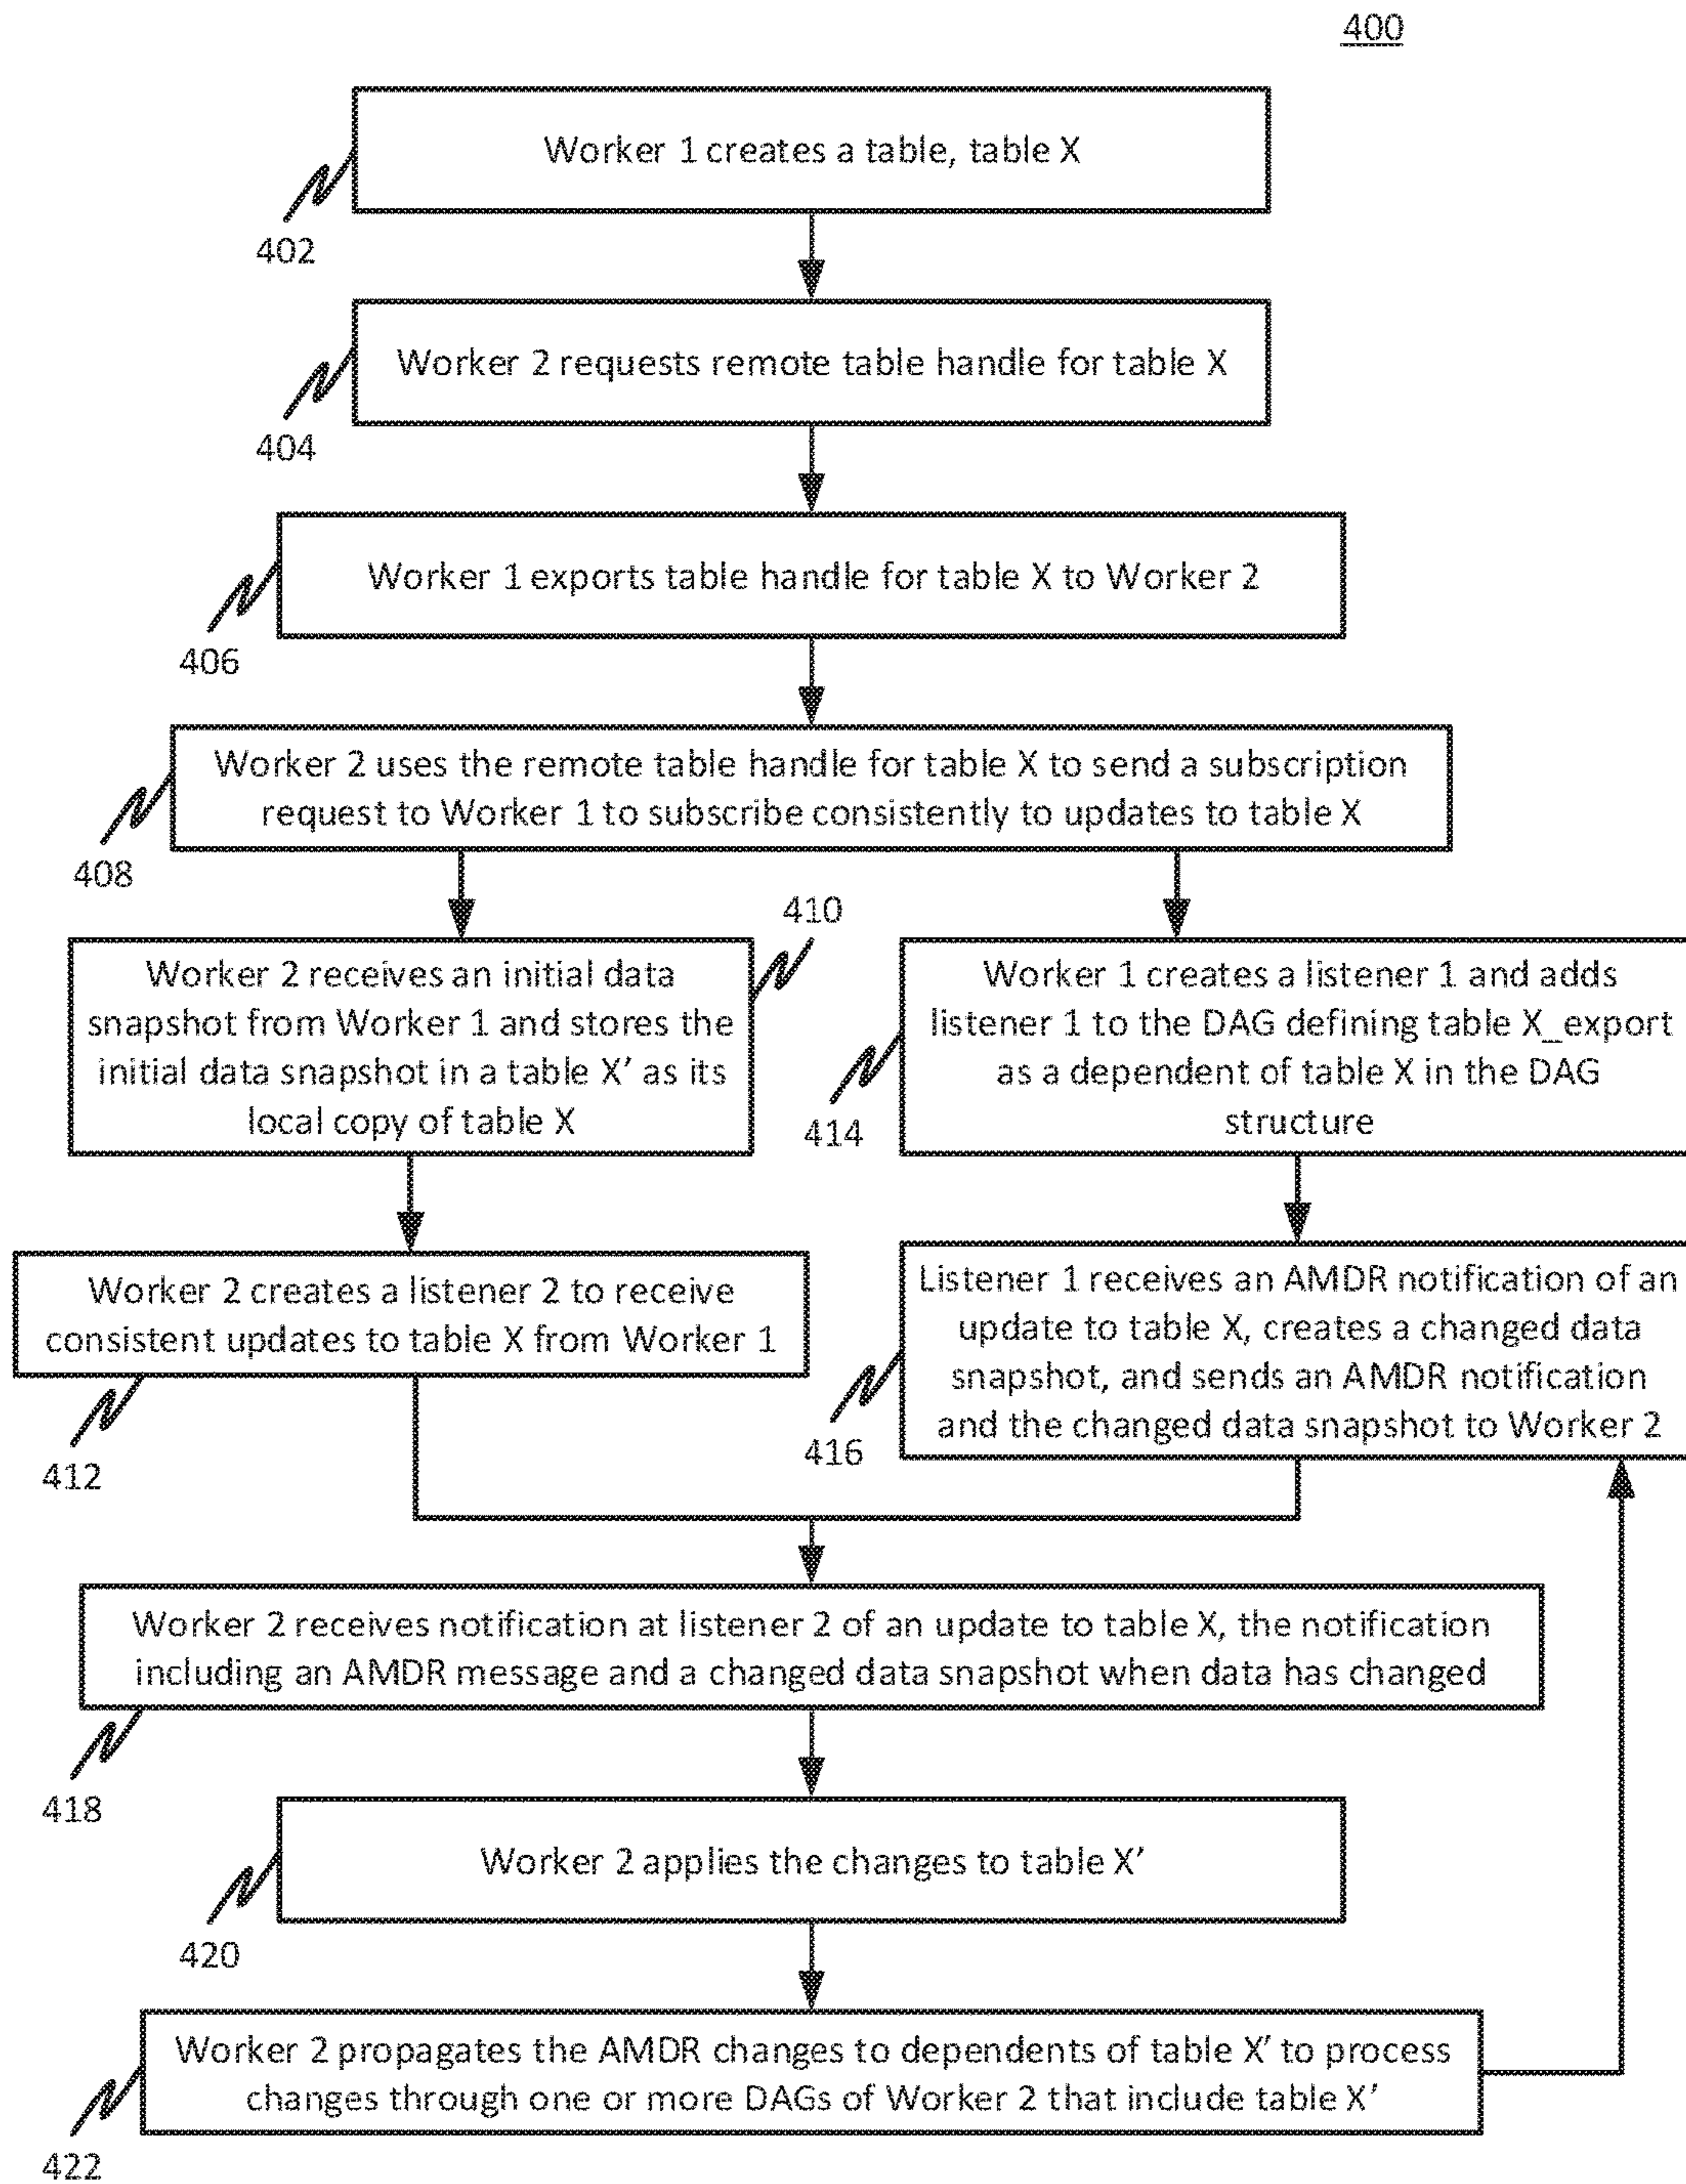 400
Worker 1 creates a table, table X
402
Worker 2 requests remote table handle for table X
404
Worker 1 exports table handle for table X to Worker 2
406
Worker 2 uses the remote table handle for table X to send a subscription
request to Worker 1 to subscribe consistently to updates to table X
408
410
Worker 2 receives an initial data
snapshot from Worker 1 and stores the
initial data snapshot in a table X’ as its
local copy of table X
Worker 1 creates a listener 1 and adds
listener 1 to the DAG defining table X_export
as a dependent of table X in the DAG
structure
414
Worker 2 creates a listener 2 to receive
consistent updates to table X from Worker 1
412
Listener 1 receives an AMDR notification of an
update to table X, creates a changed data
snapshot, and sends an AMDR notification
and the changed data snapshot to Worker 2
416
Worker 2 receives notification at listener 2 of an update to table X, the notification
including an AMDR message and a changed data snapshot when data has changed
418
Worker 2 applies the changes to table X’
420
Worker 2 propagates the AMDR changes to dependents of table X’ to process
changes through one or more DAGs of Worker 2 that include table X’
422